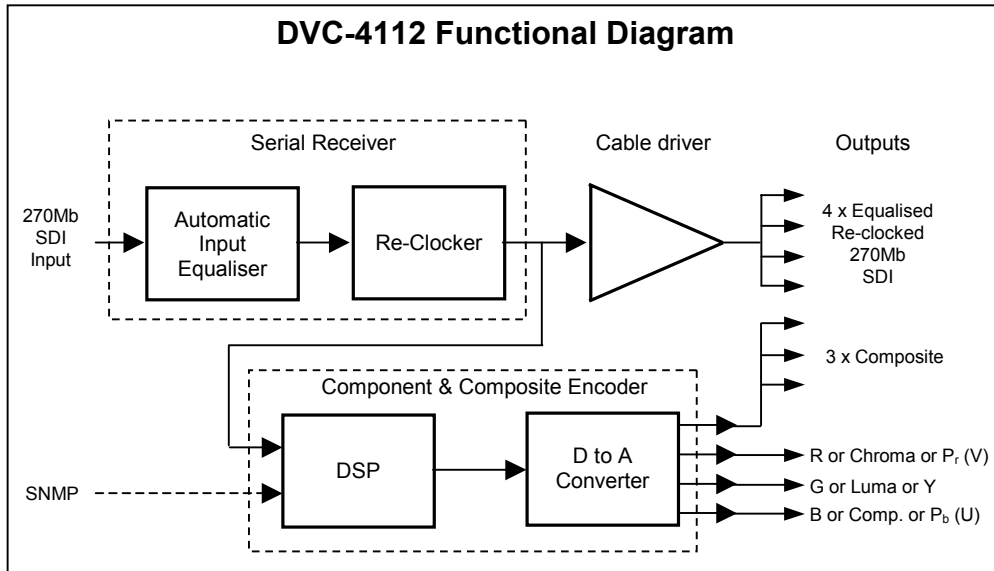 DVC-4112 Functional Diagram
Serial Receiver
Cable driver
Outputs
270Mb
SDI
Input
Automatic
Input
Equaliser
Re-Clocker
4 x Equalised
Re-clocked
270Mb
SDI
3 x Composite
Component & Composite Encoder
DSP
D to A
Converter
SNMP
R or Chroma or Pr (V)
G or Luma or Y
B or Comp. or Pb (U)